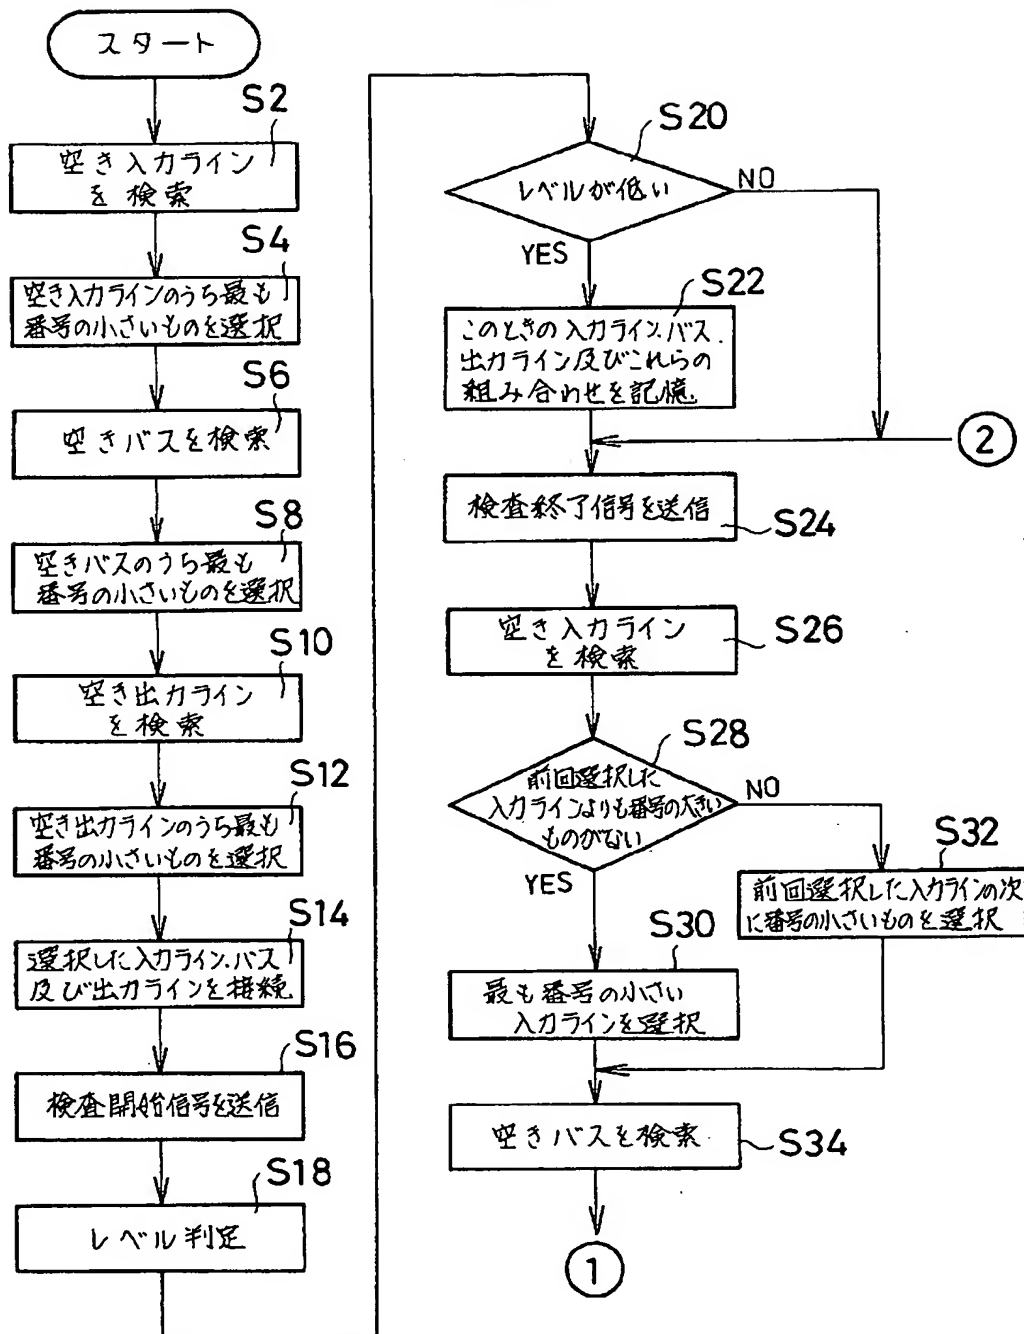 スタート
S2
空き入力ライン
を検索
S4
空き入力ラインのうち最も
番号の小さいものを選択
S6
空きバスを検索
S8
空きバスのうち最も
番号の小さいものを選択
S10
空き出力ライン
を検索
S12
空き出力ラインのうち最も
番号の小さいものを選択
S14
選択した入力ライン、バス
及び出力ラインを接続
S16
検査開始信号を送信
S18
レベル判定
S20
レベルが低い
NO
YES
S22
このときの入力ライン、バス、
出力ライン及びこれらの
組み合わせを記憶.
2
検査終了信号を送信
S24
空き入力ライン
を検索
S26
S28
前回選択した
入力ラインよりも番号の大きい
ものがない
NO
YES
S32
前回選択した入力ラインの次
に番号の小さいものを選択
S30
最も番号の小さい
入力ラインを選択
空きバスを検索
S34
1